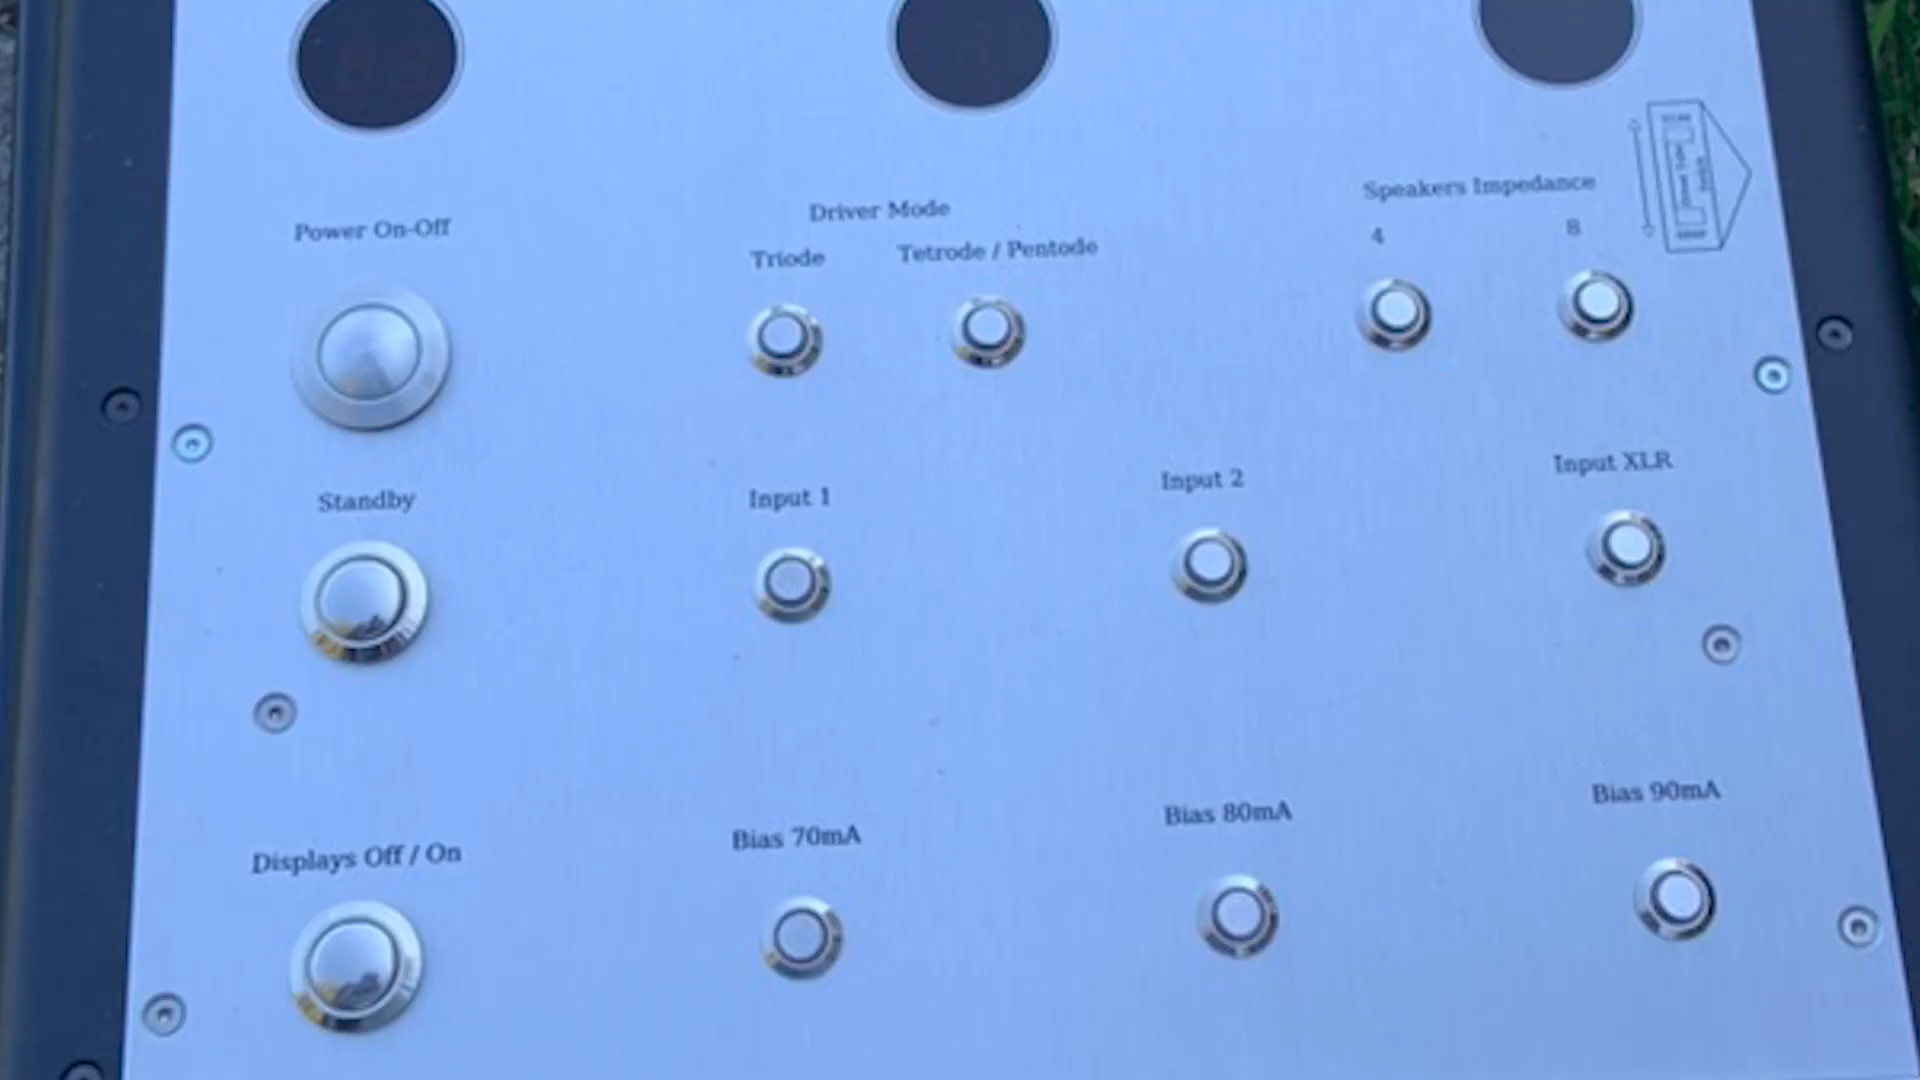 Power On-Off
Driver Mode
Triode
Tetrode / Pentode
Speakers Impedance
4
8
Standby
Input 1
Input 2
Input XLR
Displays Off / On
Bias 70mA
Bias 80mA
Bias 90mA